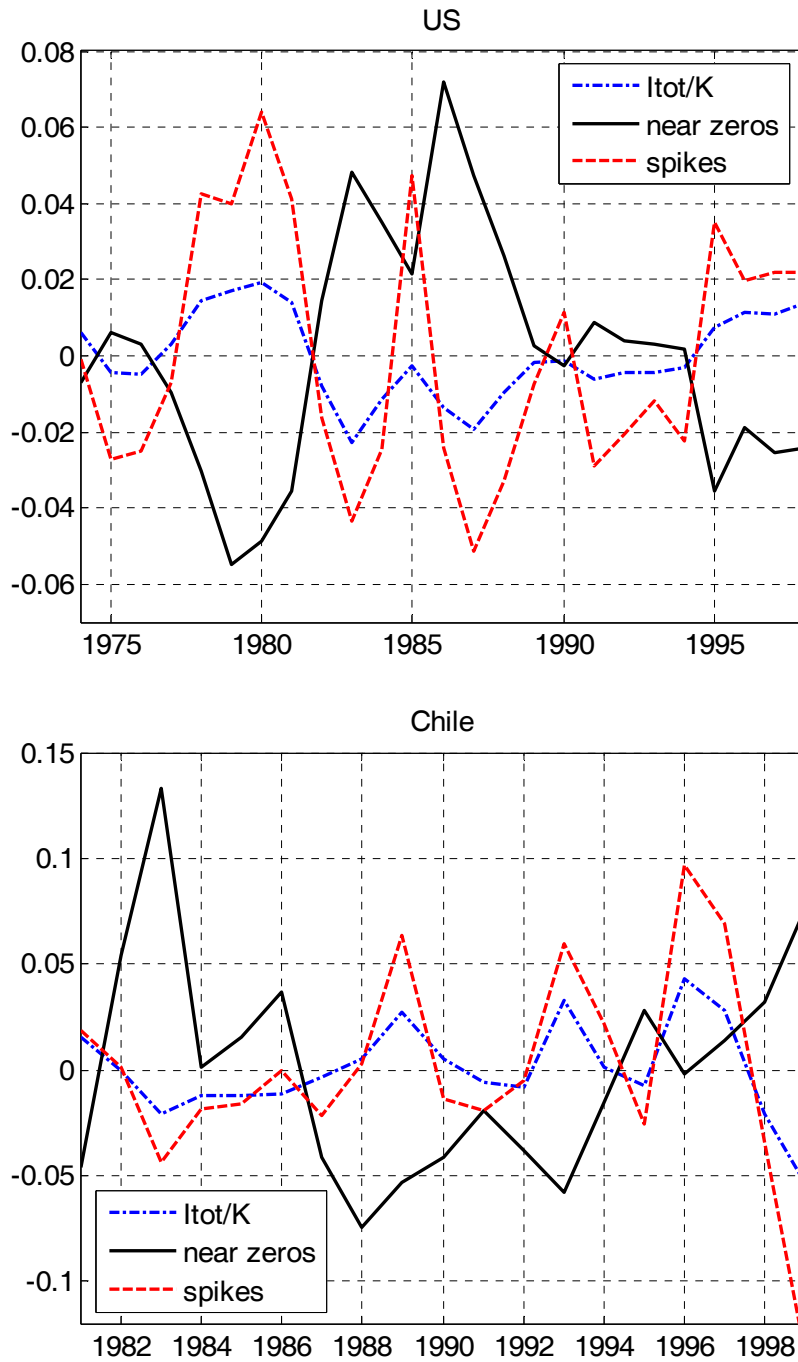 US
0.08
0.06
0.04
0.02
0
-0.02
-0.04
-0.06
Itot/K
near zeros
spikes
1975 1980 1985 1990 1995
Chile
0.15
0.1
0.05
0
-0.05
-0.1
Itot/K
near zeros
spikes
1982 1984 1986 1988 1990 1992 1994 1996 1998